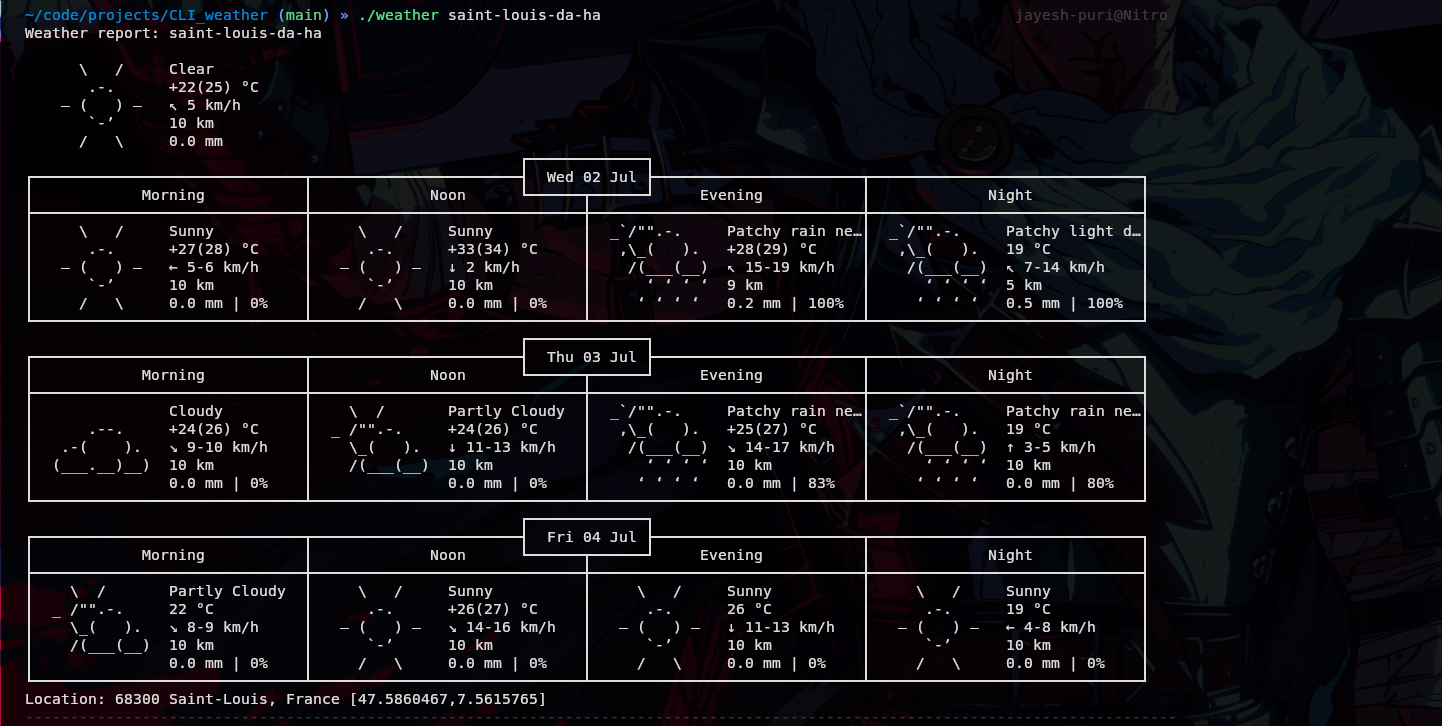 ~/code/projects/CLI_weather (main) » ./weather saint-louis-da-ha jayesh-puri@Nitro
Weather report: saint-louis-da-ha
Clear
+22(25) °C
↖ 5 km/h
10 km
0.0 mm
Wed 02 Jul
Morning Noon Evening Night
Sunny Sunny Patchy rain ne… Patchy light d…
+27(28) °C +33(34) °C +28(29) °C 19 °C
← 5-6 km/h ↓ 2 km/h ↖ 15-19 km/h ↖ 7-14 km/h
10 km 10 km 9 km 5 km
0.0 mm | 0% 0.0 mm | 0% 0.2 mm | 100% 0.5 mm | 100%
Thu 03 Jul
Morning Noon Evening Night
Cloudy Partly Cloudy Patchy rain ne… Patchy rain ne…
+24(26) °C +24(26) °C +25(27) °C 19 °C
↘ 9-10 km/h ↓ 11-13 km/h ↘ 14-17 km/h ↑ 3-5 km/h
10 km 10 km 10 km 10 km
0.0 mm | 0% 0.0 mm | 0% 0.0 mm | 83% 0.0 mm | 80%
Fri 04 Jul
Morning Noon Evening Night
Partly Cloudy Sunny Sunny Sunny
22 °C +26(27) °C 26 °C 19 °C
↘ 8-9 km/h ↘ 14-16 km/h ↓ 11-13 km/h ← 4-8 km/h
10 km 10 km 10 km 10 km
0.0 mm | 0% 0.0 mm | 0% 0.0 mm | 0% 0.0 mm | 0%
Location: 68300 Saint-Louis, France [47.5860467,7.5615765]